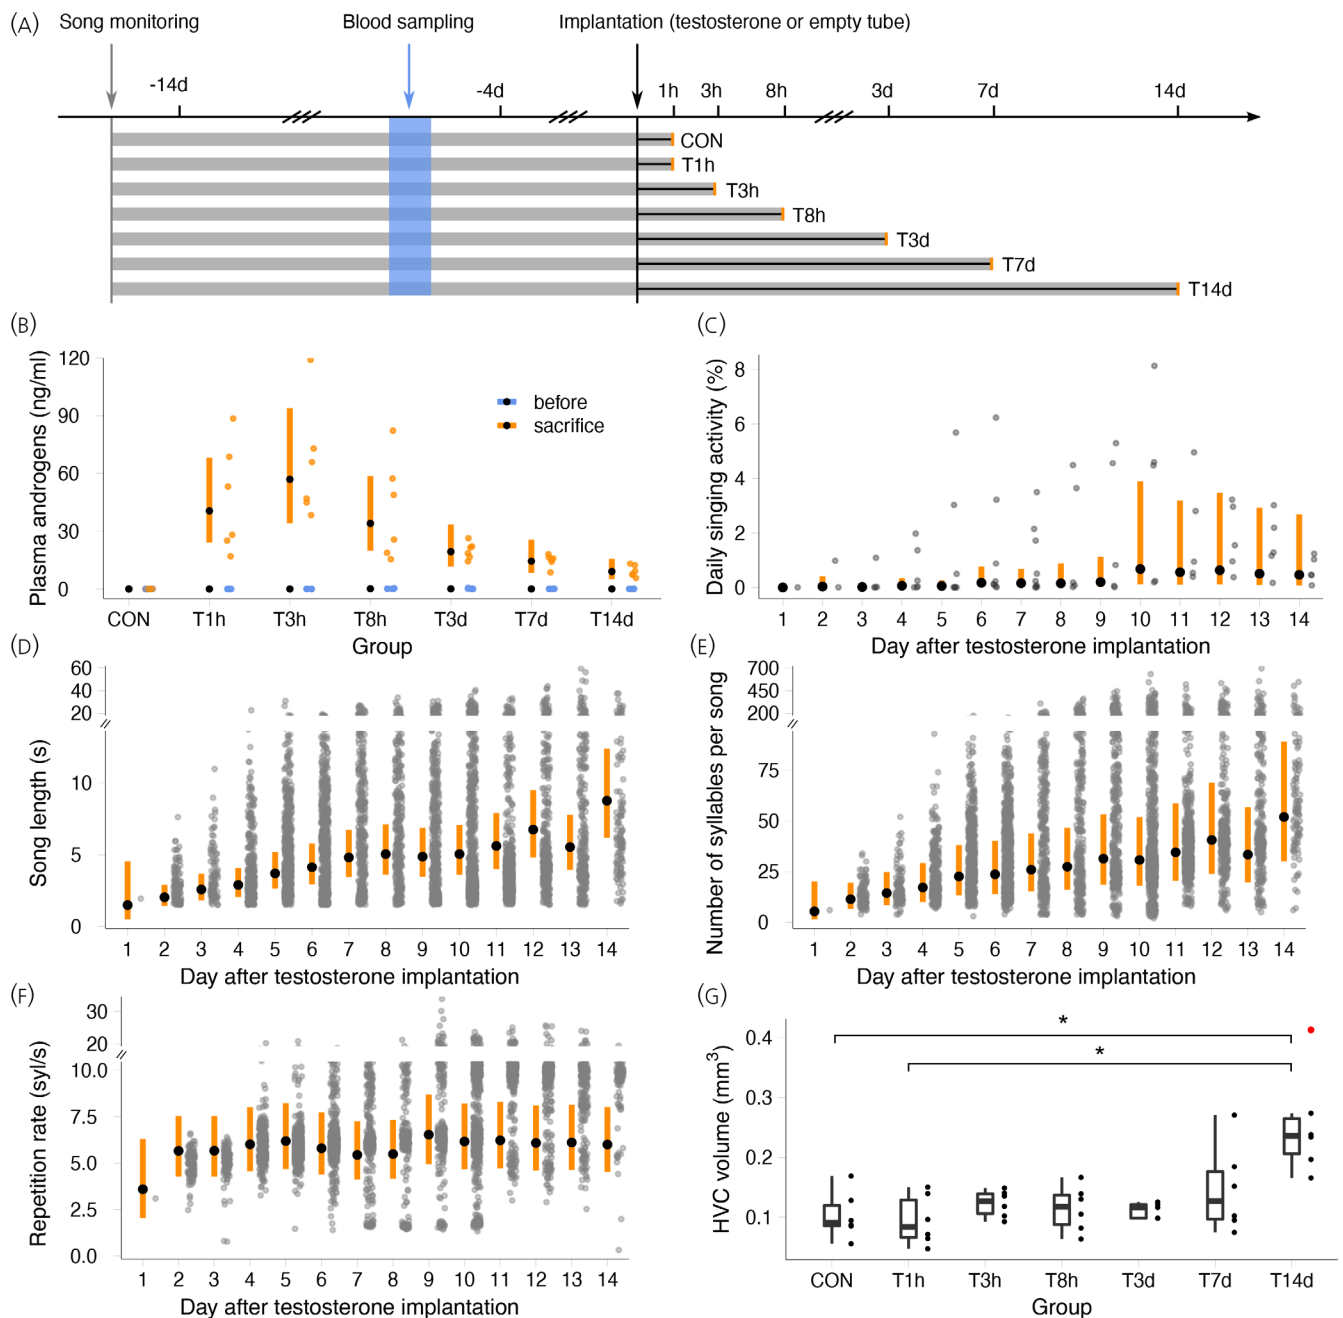 (A)
Song monitoring
Blood sampling
Implantation (testosterone or empty tube)
-14d
-4d
1h
3h
8h
3d
7d
14d
CON
T1h
T3h
T8h
T3d
T7d
T14d
(B)
Plasma androgens (ng/ml)
120
90
60
30
0
before
sacrifice
CON T1h T3h T8h T3d T7d T14d
Group
(C)
Daily singing activity (%)
8
6
4
2
0
1 2 3 4 5 6 7 8 9 10 11 12 13 14
Day after testosterone implantation
(D)
Song length (s)
60
40
20
10
5
0
1 2 3 4 5 6 7 8 9 10 11 12 13 14
Day after testosterone implantation
(E)
Number of syllables per song
700
450
200
75
50
25
0
1 2 3 4 5 6 7 8 9 10 11 12 13 14
Day after testosterone implantation
(F)
Repetition rate (syl/s)
30
20
10.0
7.5
5.0
2.5
0.0
1 2 3 4 5 6 7 8 9 10 11 12 13 14
Day after testosterone implantation
(G)
HVC volume (mm³)
0.4
0.3
0.2
0.1
*
*
CON T1h T3h T8h T3d T7d T14d
Group